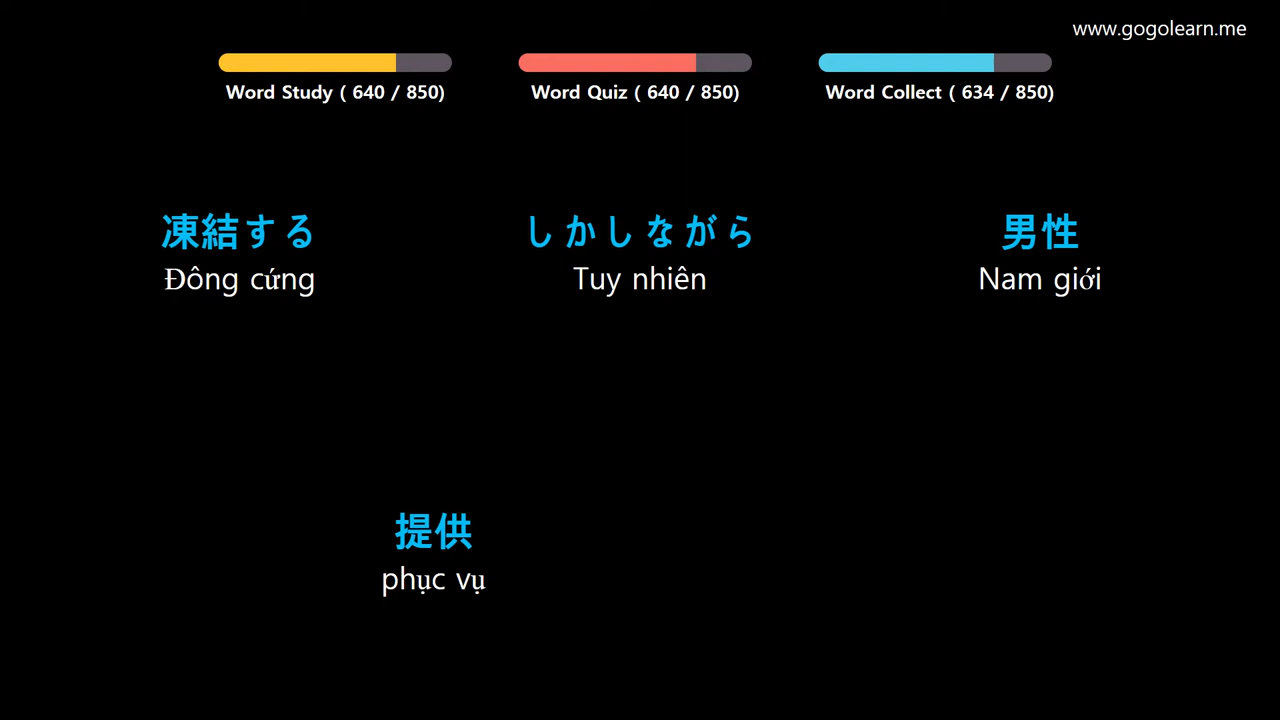 www.gogolearn.me
Word Study ( 640 / 850)
Word Quiz ( 640 / 850)
Word Collect ( 634 / 850)
凍結する
Đông cứng
しかしながら
Tuy nhiên
男性
Nam giới
提供
phục vụ